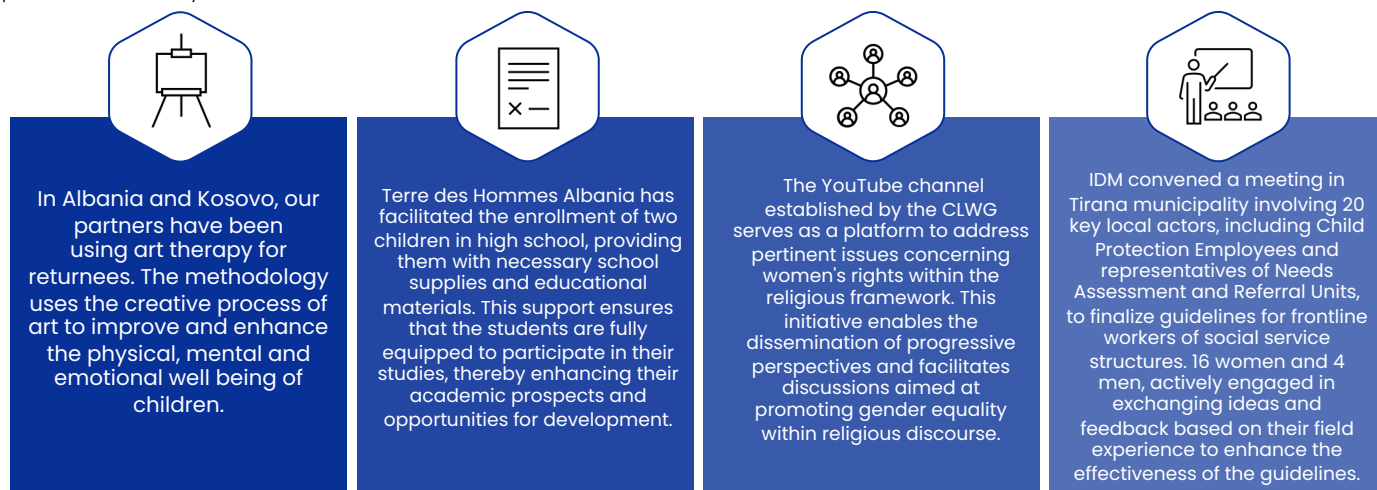 In Albania and Kosovo, our
partners have been
using art therapy for
returnees. The methodology
uses the creative process of
art to improve and enhance
the physical, mental and
emotional well being of
children.
Terre des Hommes Albania has
facilitated the enrollment of two
children in high school, providing
them with necessary school
supplies and educational
materials. This support ensures
that the students are fully
equipped to participate in their
studies, thereby enhancing their
academic prospects and
opportunities for development.
The YouTube channel
established by the CLWG
serves as a platform to address
pertinent issues concerning
women's rights within the
religious framework. This
initiative enables the
dissemination of progressive
perspectives and facilitates
discussions aimed at
promoting gender equality
within religious discourse.
IDM convened a meeting in
Tirana municipality involving 20
key local actors, including Child
Protection Employees and
representatives of Needs
Assessment and Referral Units,
to finalize guidelines for frontline
workers of social service
structures. 16 women and 4
men, actively engaged in
exchanging ideas and
feedback based on their field
experience to enhance the
effectiveness of the guidelines.